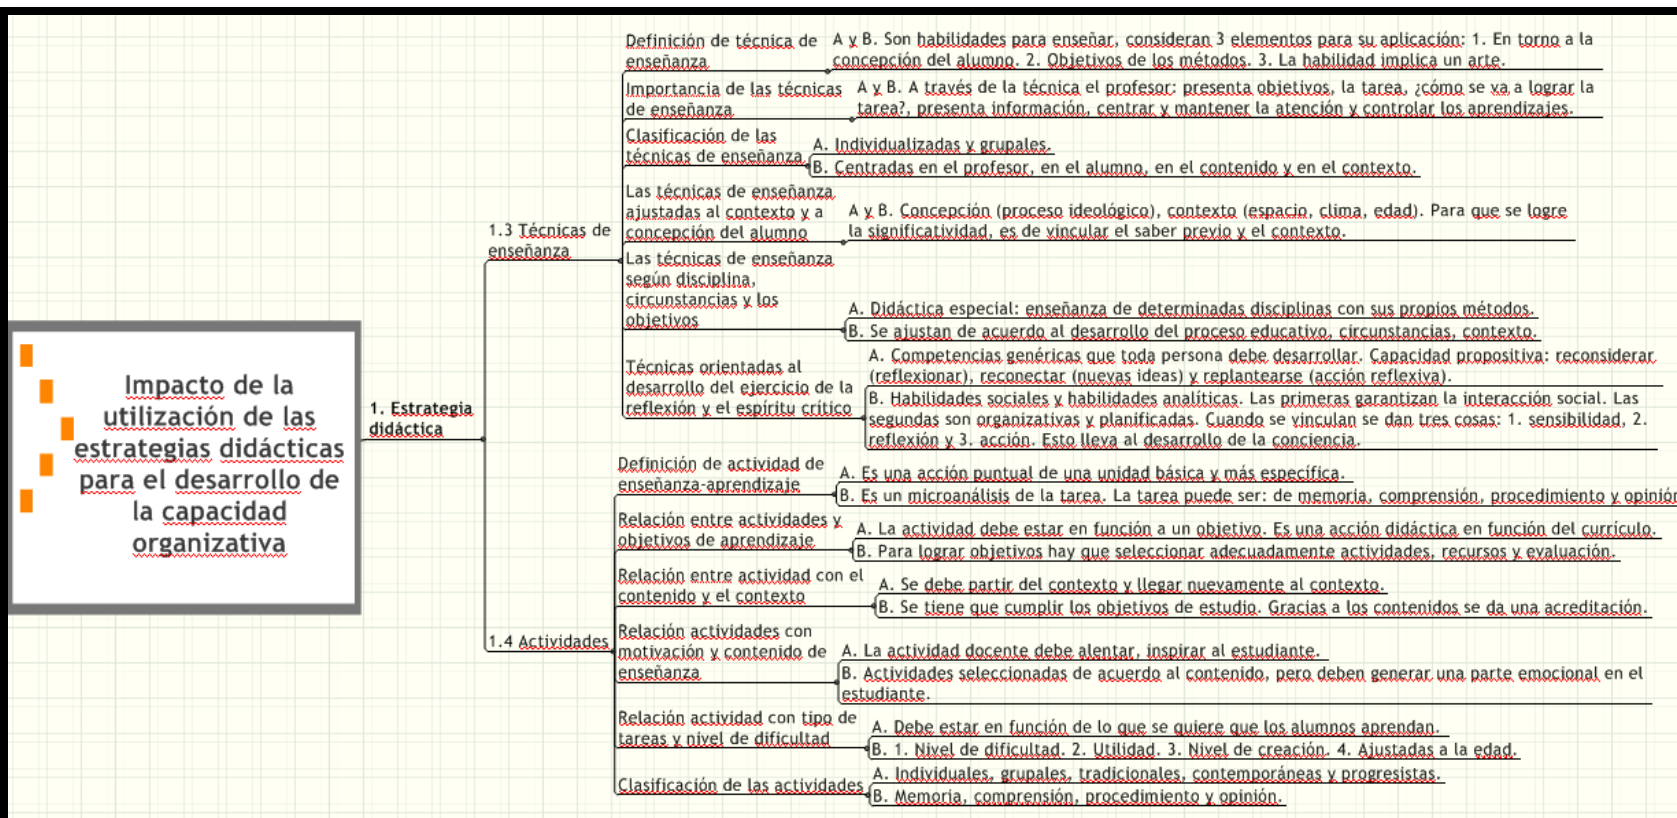 Impacto de la
utilización de las
estrategias didácticas
para el desarrollo de
la capacidad
organizativa
1. Estrategia
didáctica
1.3 Técnicas de
enseñanza
Definición de técnica de
enseñanza
A y B. Son habilidades para enseñar, consideran 3 elementos para su aplicación: 1. En torno a la
concepción del alumno. 2. Objetivos de los métodos. 3. La habilidad implica un arte.
Importancia de las técnicas
de enseñanza
A y B. A través de la técnica el profesor: presenta objetivos, la tarea, ¿cómo se va a lograr la
tarea?, presenta información, centrar y mantener la atención y controlar los aprendizajes.
Clasificación de las
técnicas de enseñanza
A. Individualizadas y grupales.
B. Centradas en el profesor, en el alumno, en el contenido y en el contexto.
Las técnicas de enseñanza
ajustadas al contexto y a
concepción del alumno
A y B. Concepción (proceso ideológico), contexto (espacio, clima, edad). Para que se logre
la significatividad, es de vincular el saber previo y el contexto.
Las técnicas de enseñanza
según disciplina,
circunstancias y los
objetivos
A. Didáctica especial: enseñanza de determinadas disciplinas con sus propios métodos.
B. Se ajustan de acuerdo al desarrollo del proceso educativo, circunstancias, contexto.
Técnicas orientadas al
desarrollo del ejercicio de la
reflexión y el espíritu crítico
A. Competencias genéricas que toda persona debe desarrollar. Capacidad propositiva: reconsiderar
(reflexionar), reconectar (nuevas ideas) y replantearse (acción reflexiva).
B. Habilidades sociales y habilidades analíticas. Las primeras garantizan la interacción social. Las
segundas son organizativas y planificadas. Cuando se vinculan se dan tres cosas: 1. sensibilidad, 2.
reflexión y 3. acción. Esto lleva al desarrollo de la conciencia.
1.4 Actividades
Definición de actividad de
enseñanza-aprendizaje
A. Es una acción puntual de una unidad básica y más específica.
B. Es un microanálisis de la tarea. La tarea puede ser: de memoria, comprensión, procedimiento y opinión
Relación entre actividades y
objetivos de aprendizaje
A. La actividad debe estar en función a un objetivo. Es una acción didáctica en función del currículo.
B. Para lograr objetivos hay que seleccionar adecuadamente actividades, recursos y evaluación.
Relación entre actividad con el
contenido y el contexto
A. Se debe partir del contexto y llegar nuevamente al contexto.
B. Se tiene que cumplir los objetivos de estudio. Gracias a los contenidos se da una acreditación.
Relación actividades con
motivación y contenido de
enseñanza
A. La actividad docente debe alentar, inspirar al estudiante.
B. Actividades seleccionadas de acuerdo al contenido, pero deben generar una parte emocional en el
estudiante.
Relación actividad con tipo de
tareas y nivel de dificultad
A. Debe estar en función de lo que se quiere que los alumnos aprendan.
B. 1. Nivel de dificultad. 2. Utilidad. 3. Nivel de creación. 4. Ajustadas a la edad.
Clasificación de las actividades
A. Individuales, grupales, tradicionales, contemporáneas y progresistas.
B. Memoria, comprensión, procedimiento y opinión.